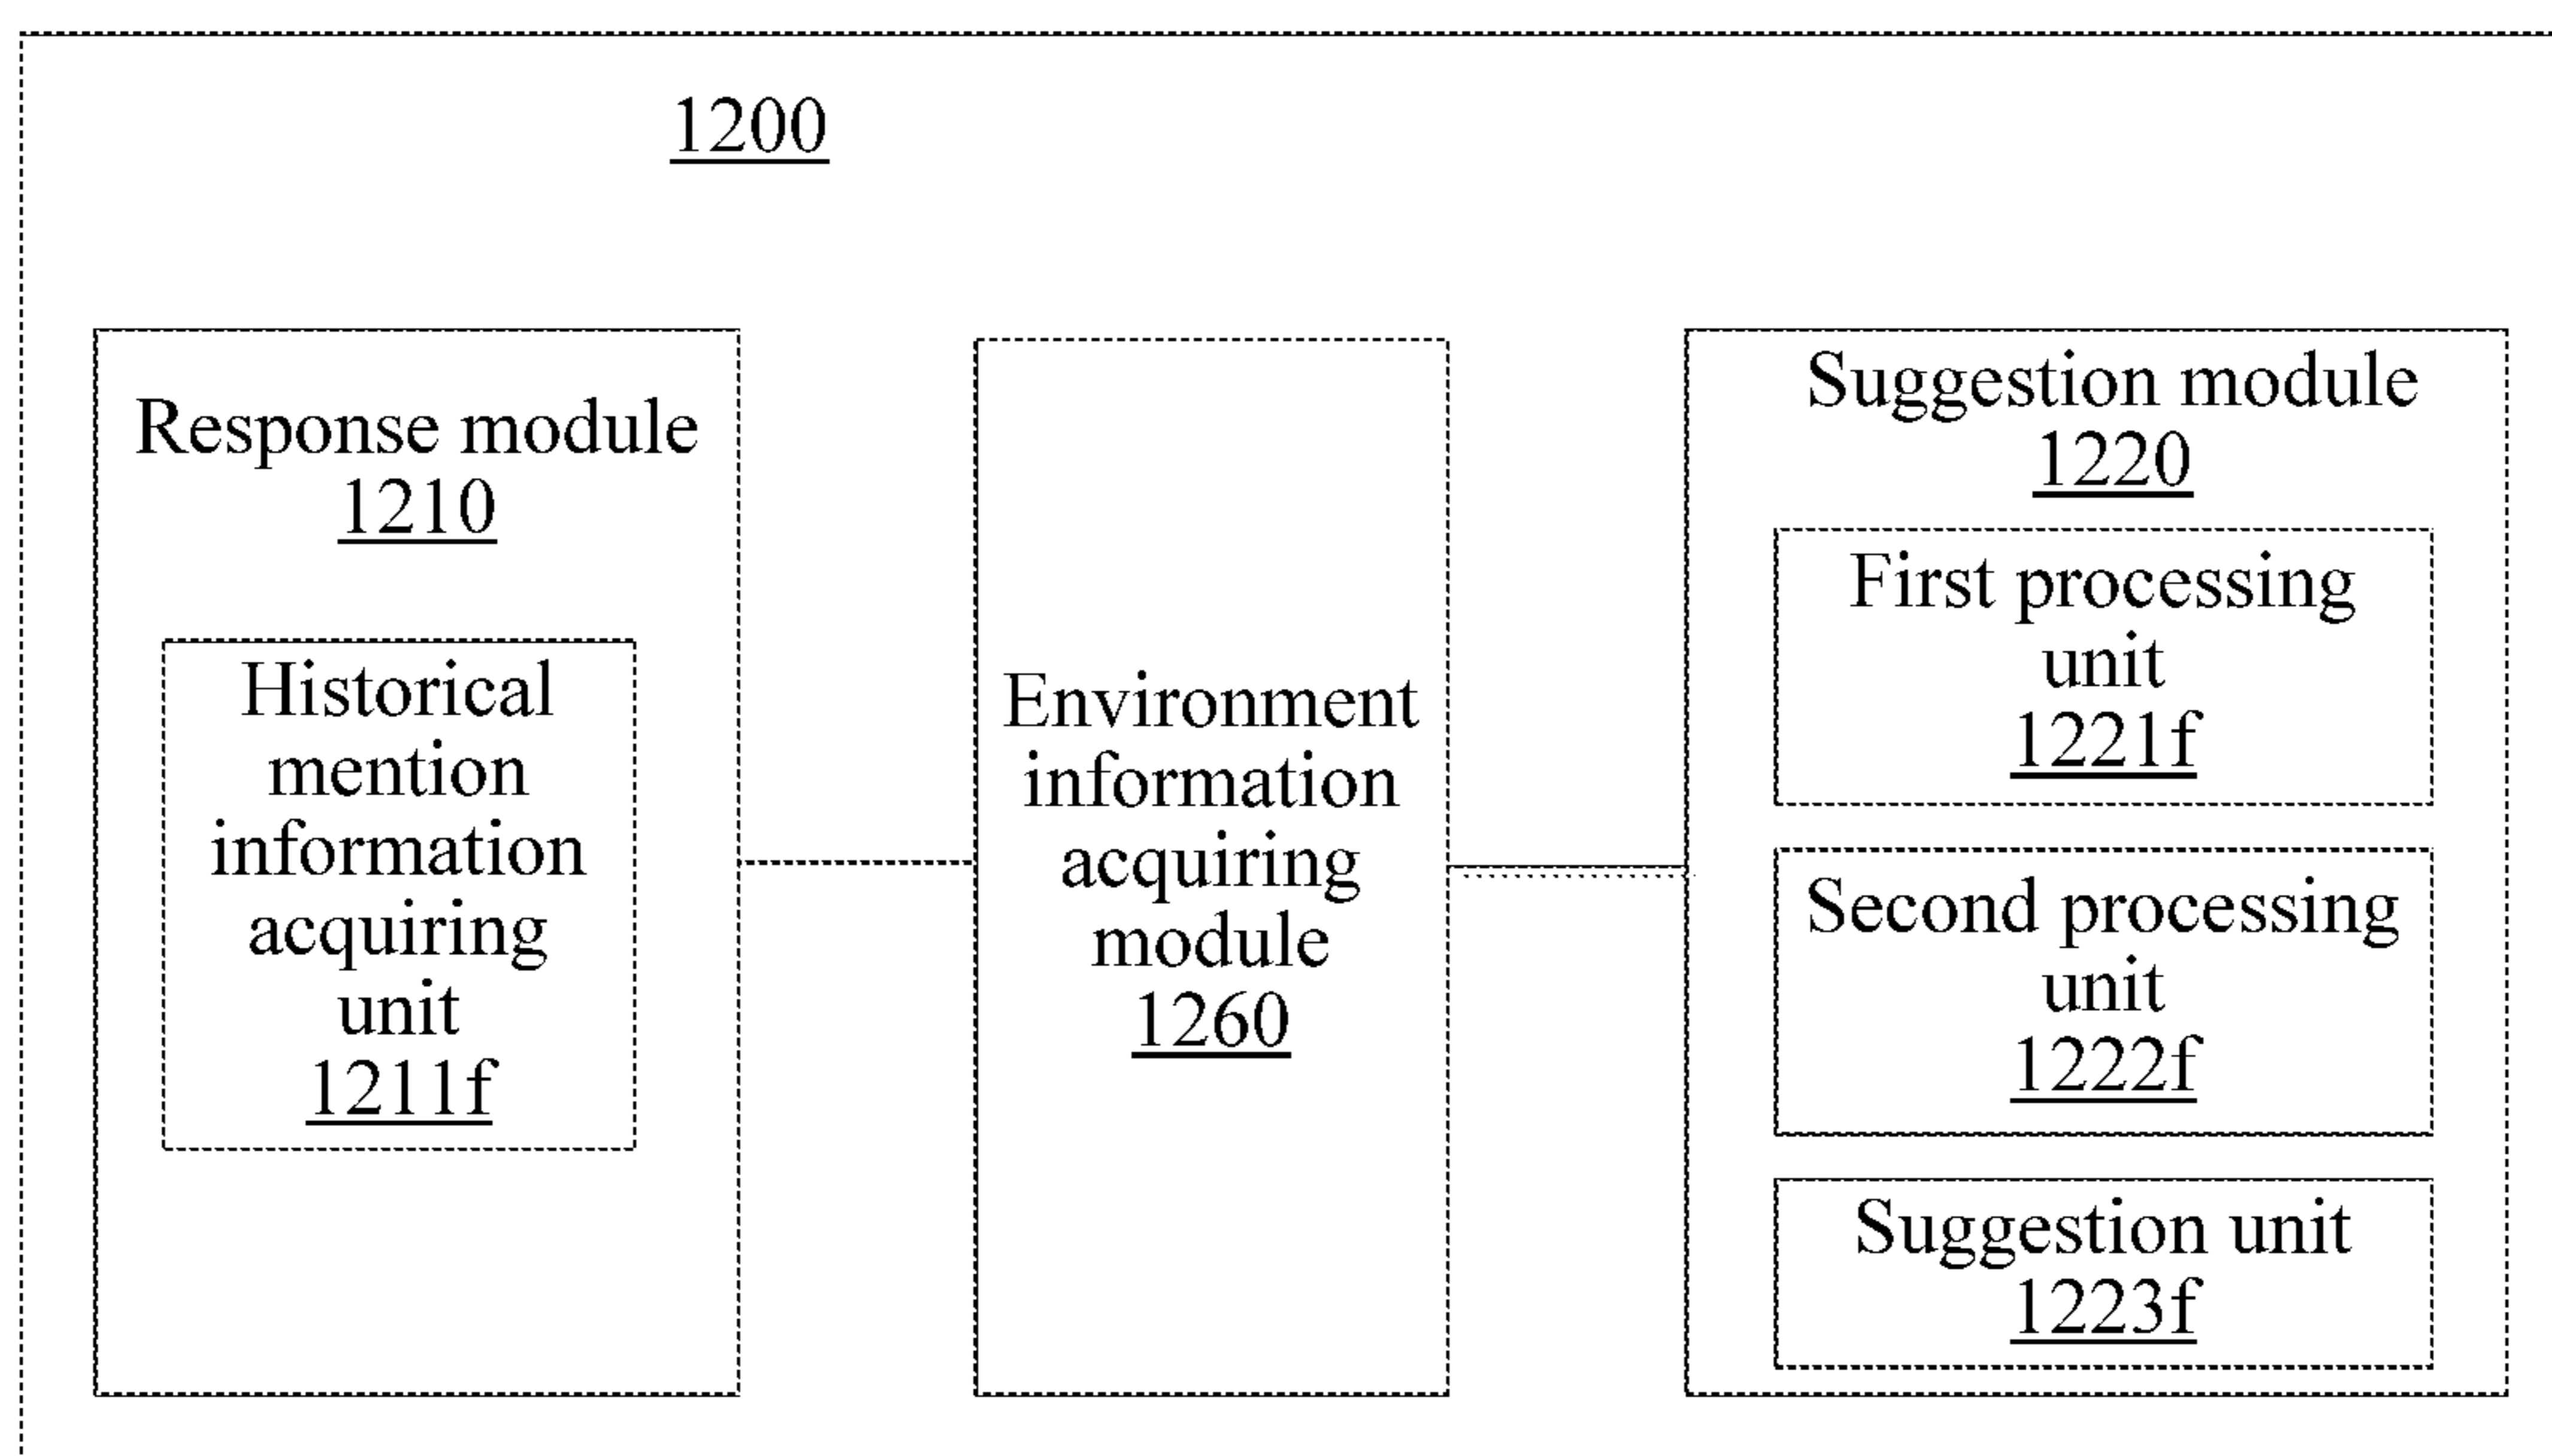 1200
Response module
1210
Historical
mention
information
acquiring
unit
1211f
Environment
information
acquiring
module
1260
Suggestion module
1220
First processing
unit
1221f
Second processing
unit
1222f
Suggestion unit
1223f